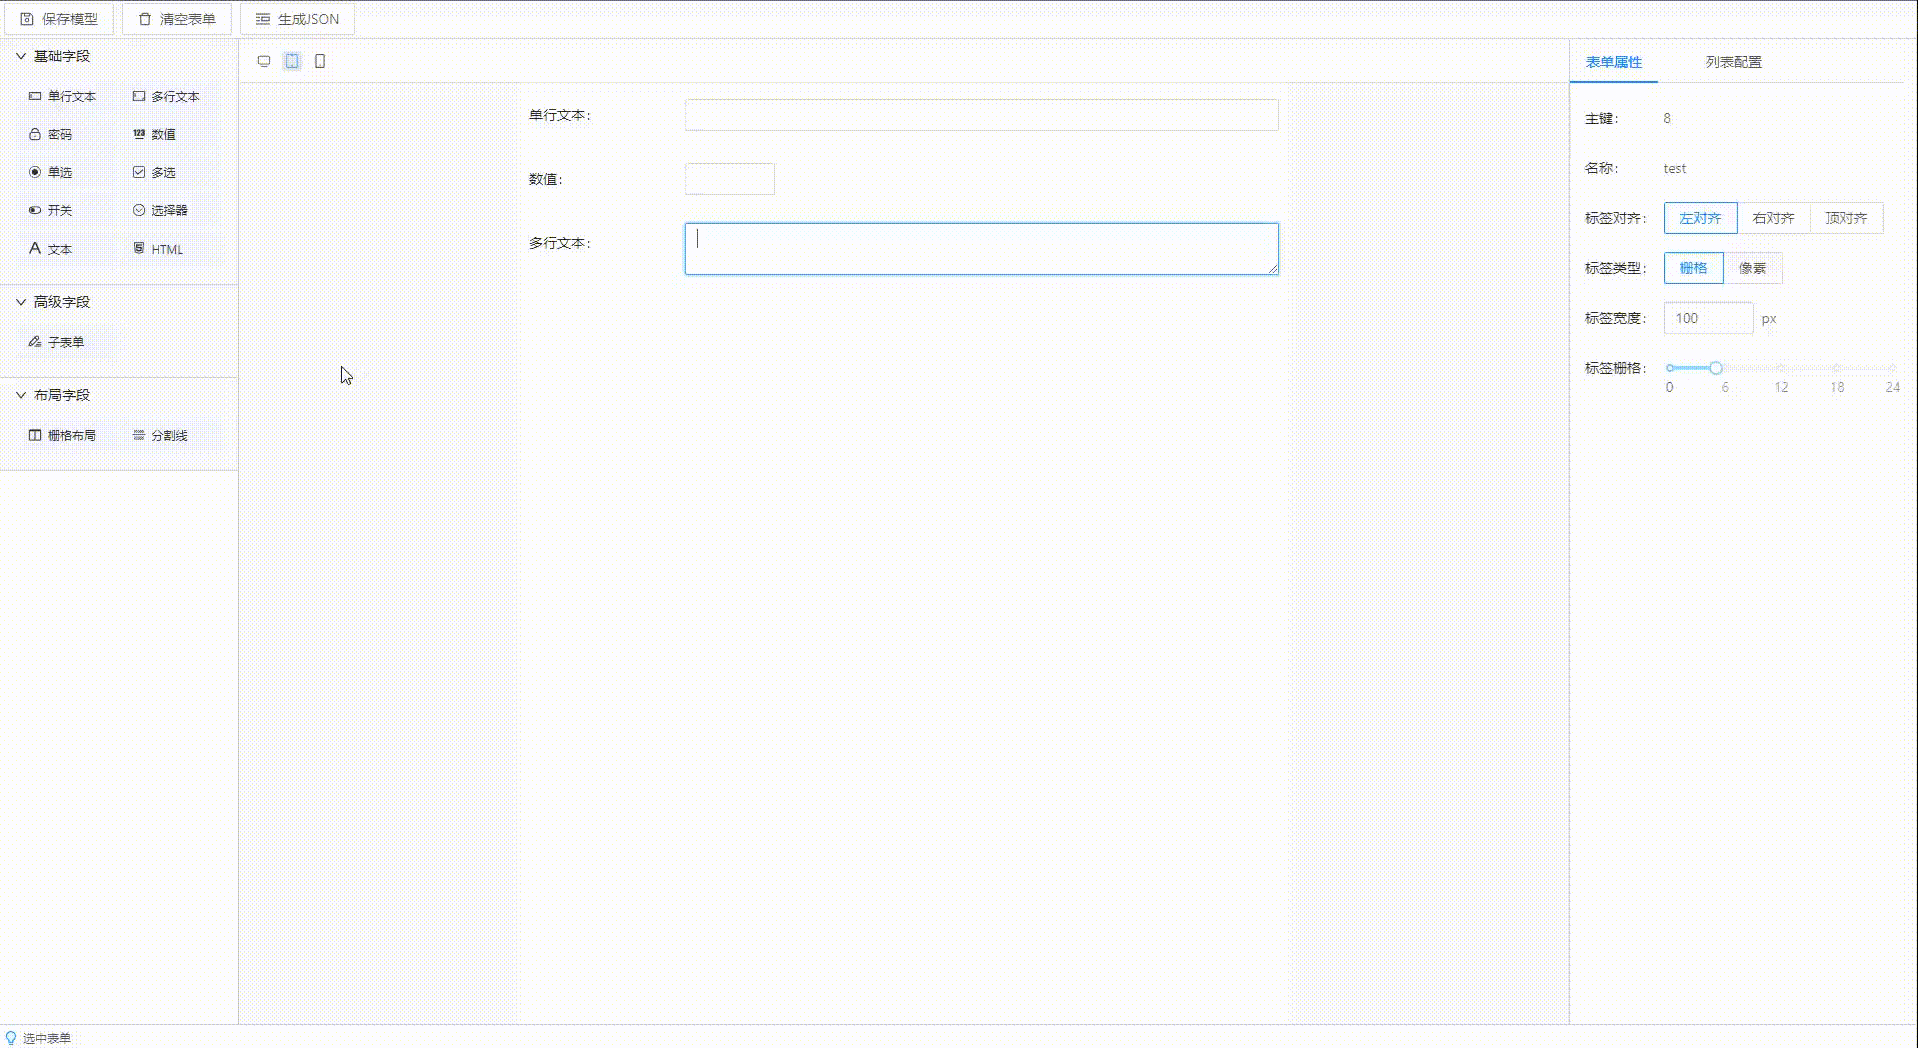 保存模型 清空表单 生成JSON
基础字段
单行文本 多行文本
密码 数值
单选 多选
开关 选择器
文本 HTML
高级字段
子表单
布局字段
栅格布局 分割线
单行文本:
数值:
多行文本:
表单属性 列表配置
主键: 8
名称: test
标签对齐: 左对齐 右对齐 顶对齐
标签类型: 栅格 像素
标签宽度: 100 px
标签栅格:
0 6 12 18 24
选中表单